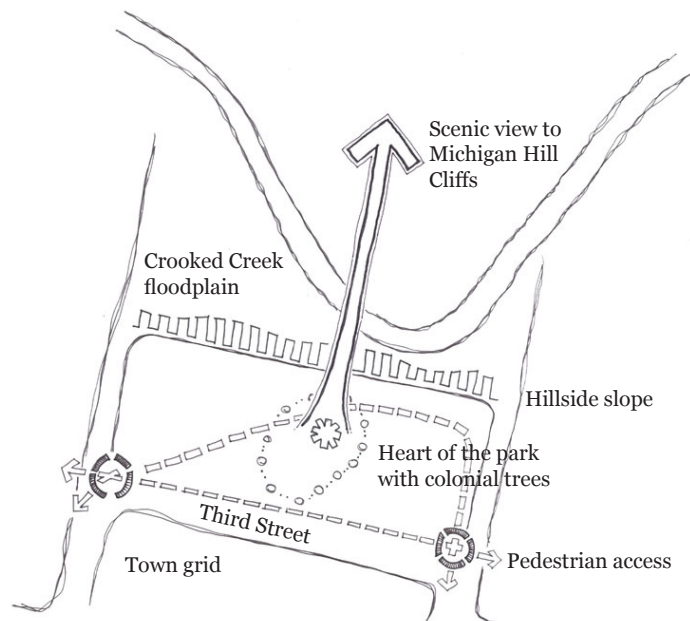 Scenic view to
Michigan Hill
Cliffs
Crooked Creek
floodplain
Hillside slope
Heart of the park
with colonial trees
Third Street
Town grid
Pedestrian access